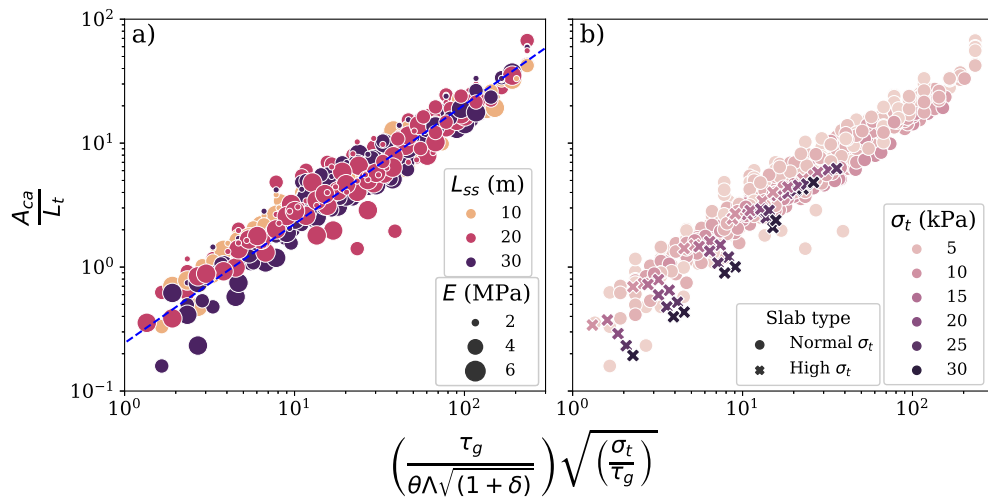 a)
10²
10¹
10⁰
10⁻¹
A_ca / L_t
L_ss (m)
10
20
30
E (MPa)
2
4
6
10⁰ 10¹ 10²
b)
Slab type
Normal σ_t
High σ_t
σ_t (kPa)
5
10
15
20
25
30
10⁰ 10¹ 10²
(τ_g / θΛ√(1 + δ)) √(σ_t / τ_g)